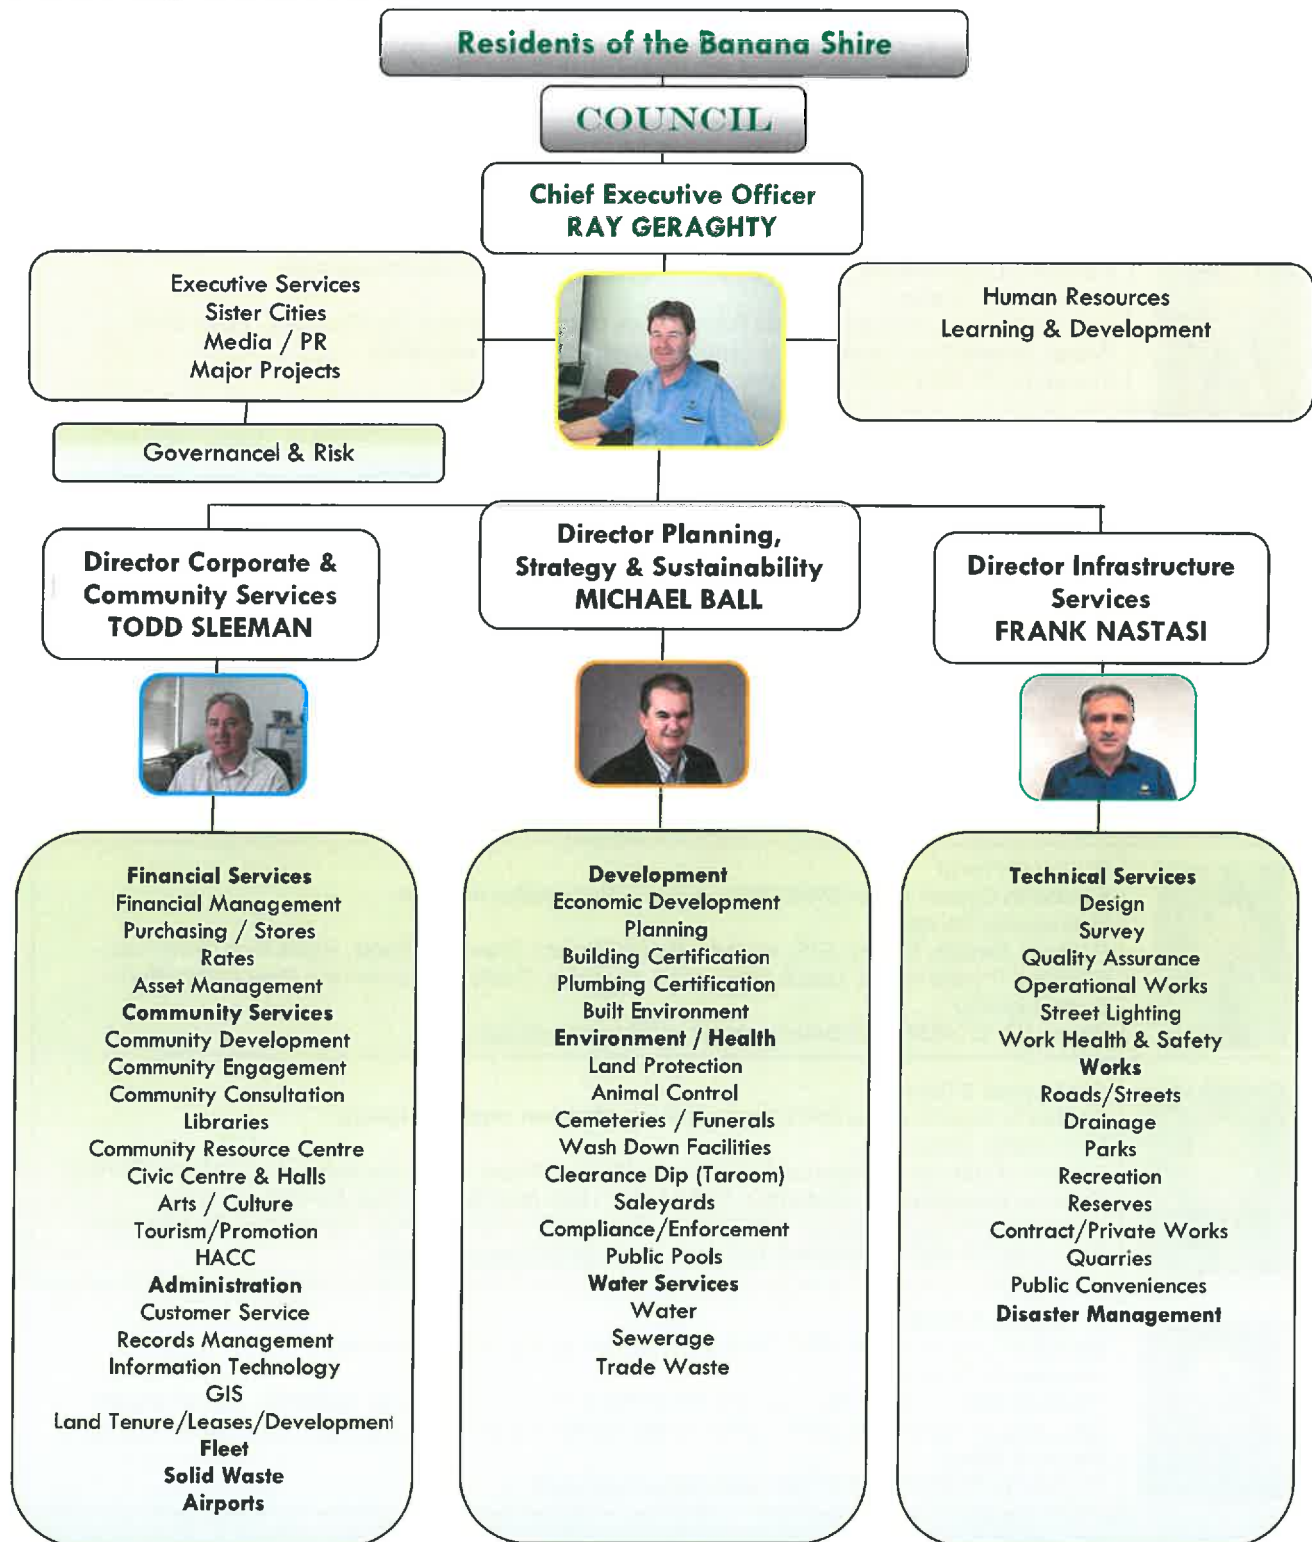 Residents of the Banana Shire
COUNCIL
Chief Executive Officer
RAY GERAGHTY
Executive Services
Sister Cities
Media / PR
Major Projects
Human Resources
Learning & Development
Governancel & Risk
Director Corporate &
Community Services
TODD SLEEMAN
Director Planning,
Strategy & Sustainability
MICHAEL BALL
Director Infrastructure
Services
FRANK NASTASI
Financial Services
Financial Management
Purchasing / Stores
Rates
Asset Management
Community Services
Community Development
Community Engagement
Community Consultation
Libraries
Community Resource Centre
Civic Centre & Halls
Arts / Culture
Tourism/Promotion
HACC
Administration
Customer Service
Records Management
Information Technology
GIS
Land Tenure/Leases/Development
Fleet
Solid Waste
Airports
Development
Economic Development
Planning
Building Certification
Plumbing Certification
Built Environment
Environment / Health
Land Protection
Animal Control
Cemeteries / Funerals
Wash Down Facilities
Clearance Dip (Taroom)
Saleyards
Compliance/Enforcement
Public Pools
Water Services
Water
Sewerage
Trade Waste
Technical Services
Design
Survey
Quality Assurance
Operational Works
Street Lighting
Work Health & Safety
Works
Roads/Streets
Drainage
Parks
Recreation
Reserves
Contract/Private Works
Quarries
Public Conveniences
Disaster Management